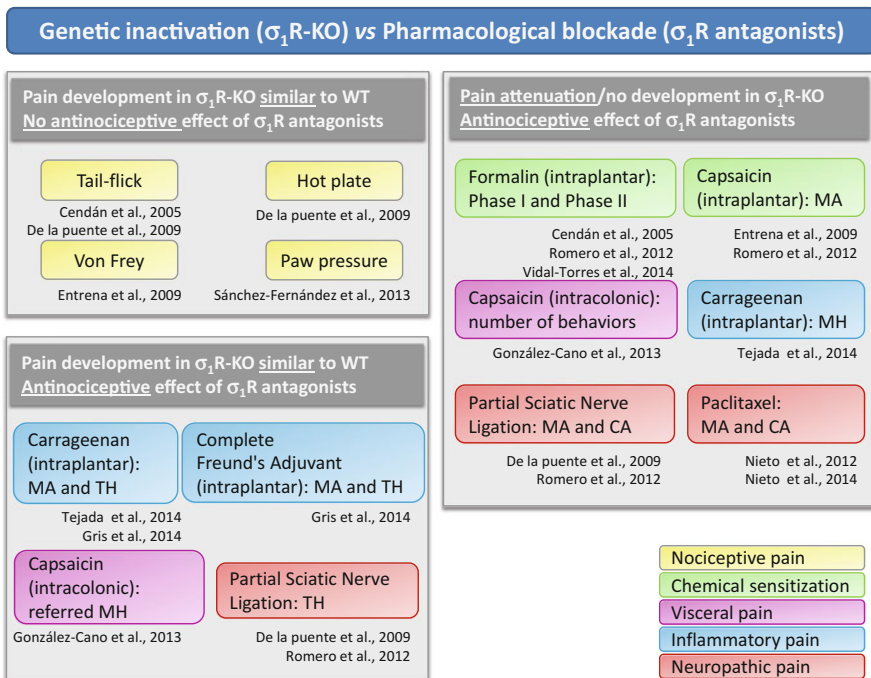 Genetic inactivation (σ1R-KO) vs Pharmacological blockade (σ1R antagonists)
Pain development in σ1R-KO similar to WT
No antinociceptive effect of σ1R antagonists
Tail-flick
Cendán et al., 2005
De la puente et al., 2009
Hot plate
De la puente et al., 2009
Von Frey
Entrena et al., 2009
Paw pressure
Sánchez-Fernández et al., 2013
Pain development in σ1R-KO similar to WT
Antinociceptive effect of σ1R antagonists
Carrageenan
(intraplantar):
MA and TH
Tejada et al., 2014
Gris et al., 2014
Complete
Freund's Adjuvant
(intraplantar): MA and TH
Gris et al., 2014
Capsaicin
(intracolonic):
referred MH
González-Cano et al., 2013
Partial Sciatic Nerve
Ligation: TH
De la puente et al., 2009
Romero et al., 2012
Pain attenuation/no development in σ1R-KO
Antinociceptive effect of σ1R antagonists
Formalin (intraplantar):
Phase I and Phase II
Cendán et al., 2005
Romero et al., 2012
Vidal-Torres et al., 2014
Capsaicin
(intraplantar): MA
Entrena et al., 2009
Romero et al., 2012
Capsaicin (intracolonic):
number of behaviors
González-Cano et al., 2013
Carrageenan
(intraplantar): MH
Tejada et al., 2014
Partial Sciatic Nerve
Ligation: MA and CA
De la puente et al., 2009
Romero et al., 2012
Paclitaxel:
MA and CA
Nieto et al., 2012
Nieto et al., 2014
Nociceptive pain
Chemical sensitization
Visceral pain
Inflammatory pain
Neuropathic pain